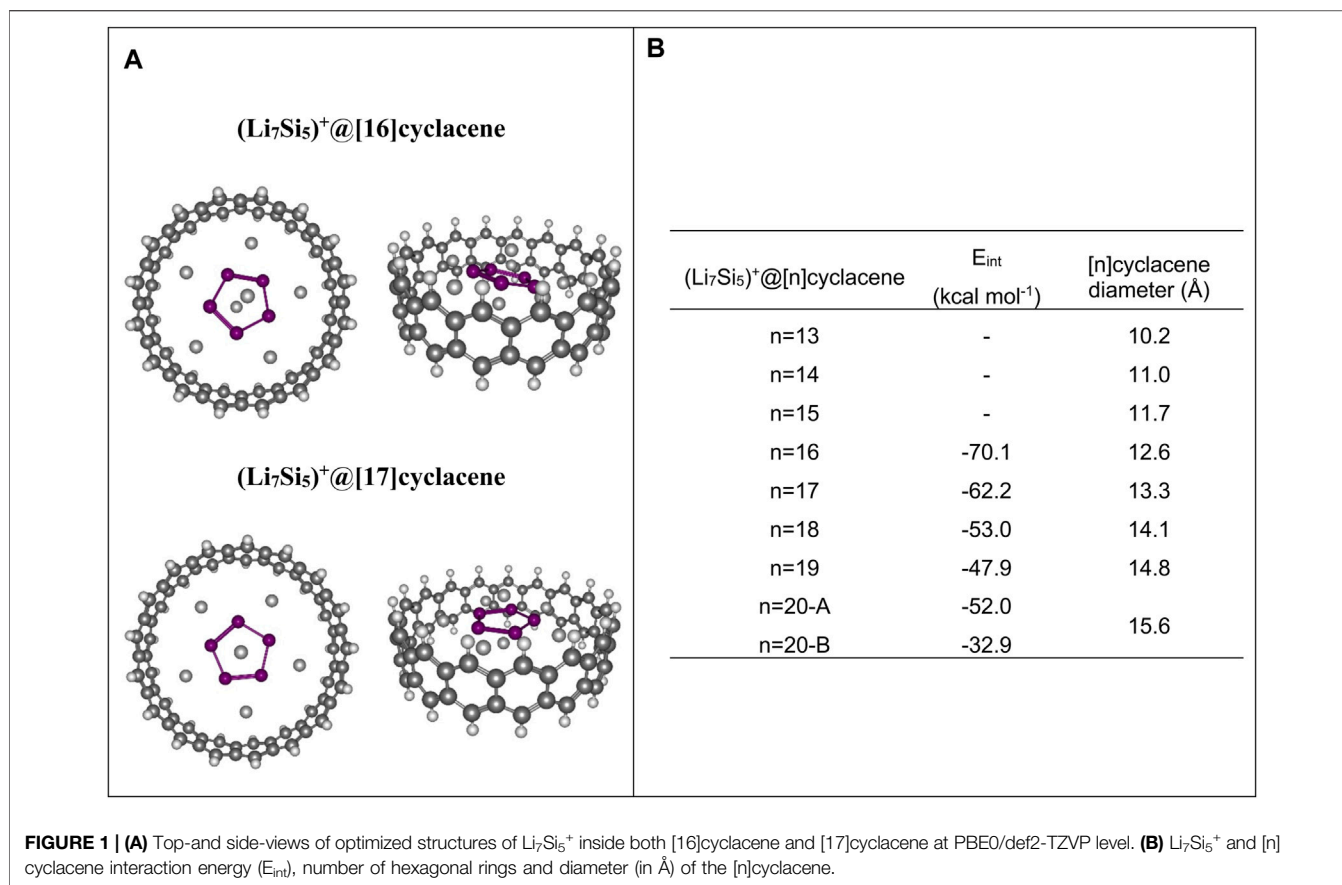 A
(Li₇Si₅)⁺@[16]cyclacene
(Li₇Si₅)⁺@[17]cyclacene
B
(Li₇Si₅)⁺@[n]cyclacene Eint (kcal mol⁻¹) [n]cyclacene diameter (Å)
n=13 - 10.2
n=14 - 11.0
n=15 - 11.7
n=16 -70.1 12.6
n=17 -62.2 13.3
n=18 -53.0 14.1
n=19 -47.9 14.8
n=20-A -52.0 15.6
n=20-B -32.9
FIGURE 1 | (A) Top-and side-views of optimized structures of Li₇Si₅⁺ inside both [16]cyclacene and [17]cyclacene at PBE0/def2-TZVP level. (B) Li₇Si₅⁺ and [n]
cyclacene interaction energy (Eint), number of hexagonal rings and diameter (in Å) of the [n]cyclacene.